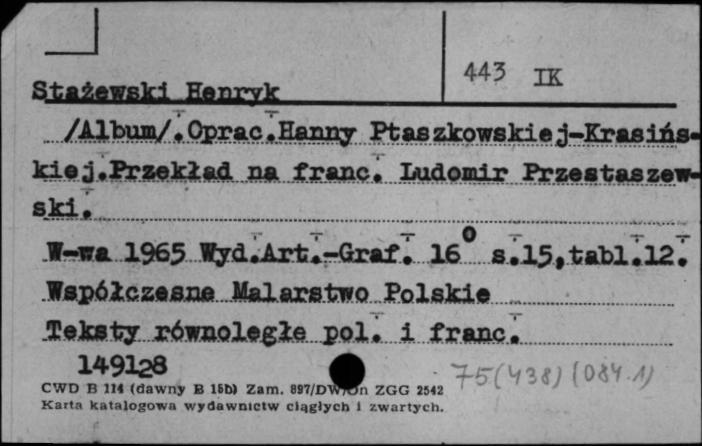 443 IK
Stażewski Henryk
/Album/.Oprac.Hanny Ptaszkowskiej-Krasińs-
kiej.Przekład na franc. Ludomir Przestaszew-
ski.
W-wa 1965 Wyd.Art.-Graf. 16° s.15,tabl.12.
Współczesne Malarstwo Polskie
Teksty równoległe pol. i franc.
149128
75(438)(084.1)
CWD B 114 (dawny B 15b) Zam. 897/DW/On ZGG 2542
Karta katalogowa wydawnictw ciągłych i zwartych.